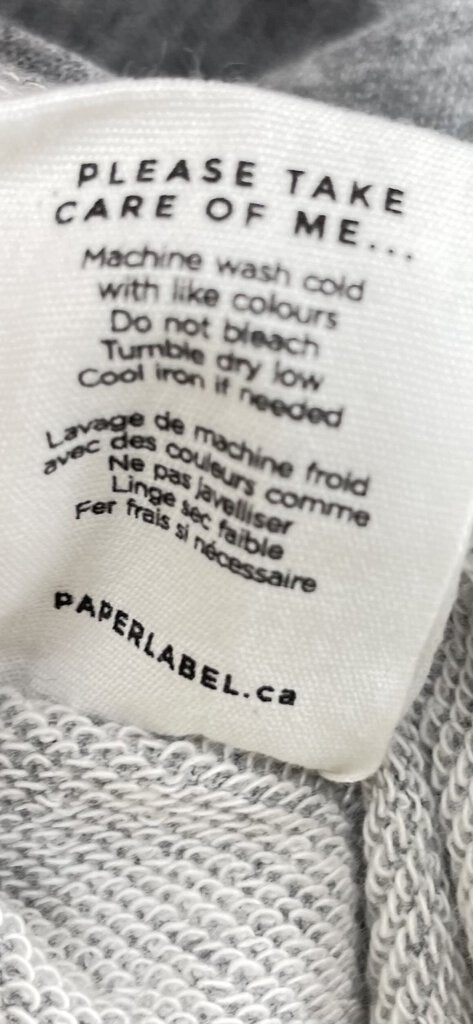 PLEASE TAKE
CARE OF ME...
Machine wash cold
with like colours
Do not bleach
Tumble dry low
Cool iron if needed
Lavage de machine froid
avec des couleurs comme
Ne pas javelliser
Linge sec faible
Fer frais si nécessaire
PAPERLABEL.ca